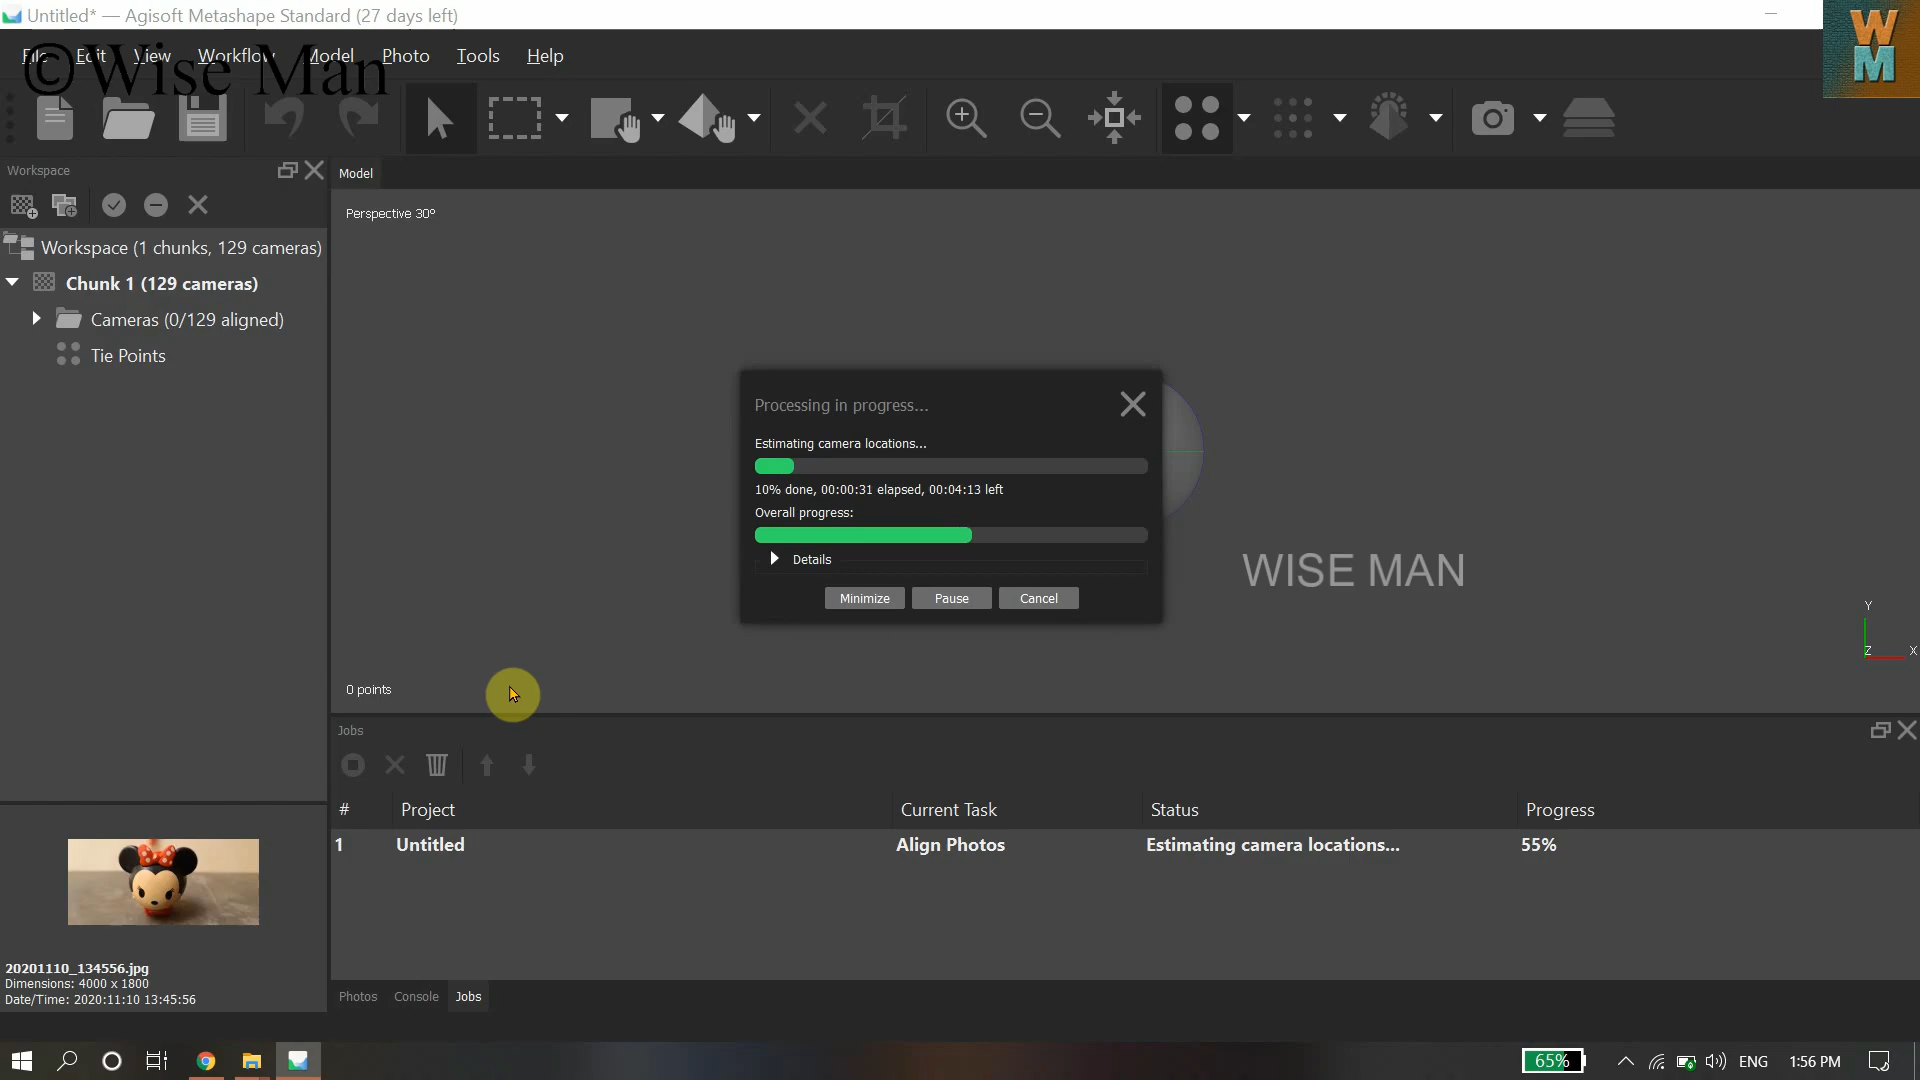 Untitled* — Agisoft Metashape Standard (27 days left)
File Edit View Workflow Model Photo Tools Help
©Wise Man
W
M
Workspace
Workspace (1 chunks, 129 cameras)
Chunk 1 (129 cameras)
Cameras (0/129 aligned)
Tie Points
Model
Perspective 30°
Processing in progress...
Estimating camera locations...
10% done, 00:00:31 elapsed, 00:04:13 left
Overall progress:
Details
Minimize Pause Cancel
WISE MAN
Y
Z X
0 points
Jobs
# Project Current Task Status Progress
1 Untitled Align Photos Estimating camera locations... 55%
20201110_134556.jpg
Dimensions: 4000 x 1800
Date/Time: 2020:11:10 13:45:56
Photos Console Jobs
65% ENG 1:56 PM